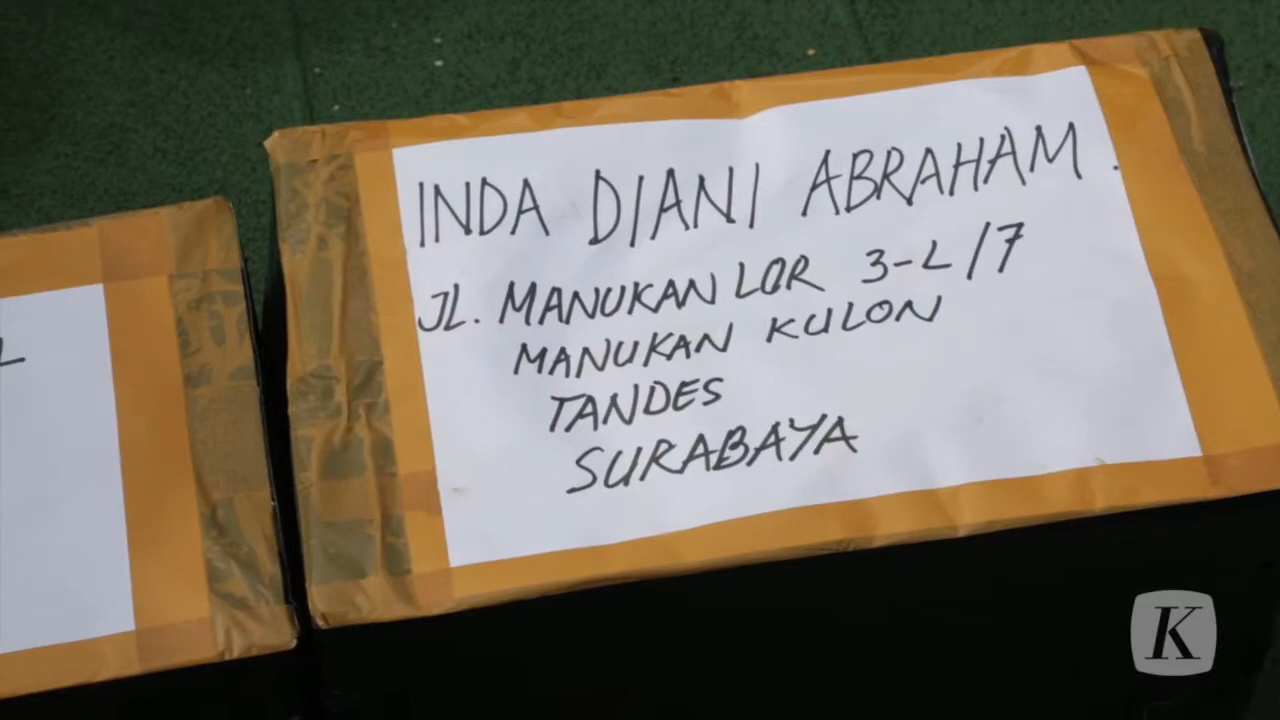 INDA DIANI ABRAHAM.
JL. MANUKAN LOR 3-L/7
MANUKAN KULON
TANDES
SURABAYA
L
K